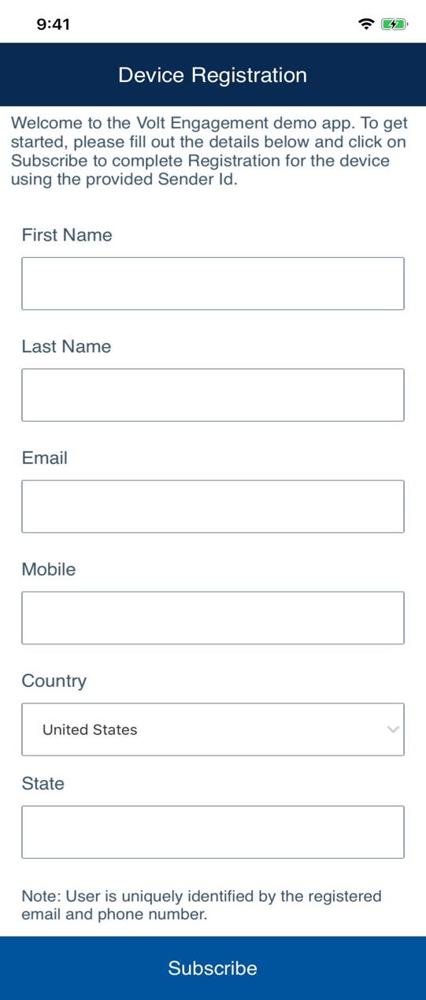 9:41
Device Registration
Welcome to the Volt Engagement demo app. To get
started, please fill out the details below and click on
Subscribe to complete Registration for the device
using the provided Sender Id.
First Name
Last Name
Email
Mobile
Country
United States
State
Note: User is uniquely identified by the registered
email and phone number.
Subscribe